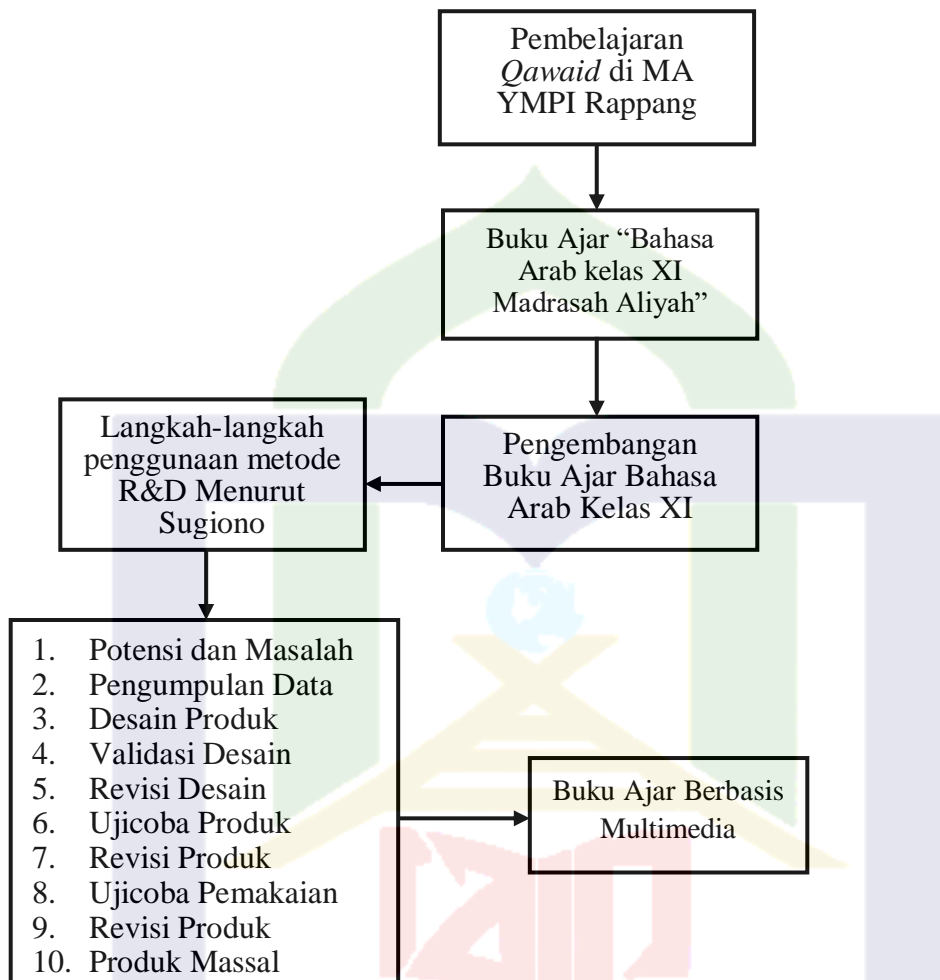 Pembelajaran
Qawaid di MA
YMPI Rappang
Buku Ajar “Bahasa
Arab kelas XI
Madrasah Aliyah”
Pengembangan
Buku Ajar Bahasa
Arab Kelas XI
Langkah-langkah
penggunaan metode
R&D Menurut
Sugiono
1. Potensi dan Masalah
2. Pengumpulan Data
3. Desain Produk
4. Validasi Desain
5. Revisi Desain
6. Ujicoba Produk
7. Revisi Produk
8. Ujicoba Pemakaian
9. Revisi Produk
10. Produk Massal
Buku Ajar Berbasis
Multimedia